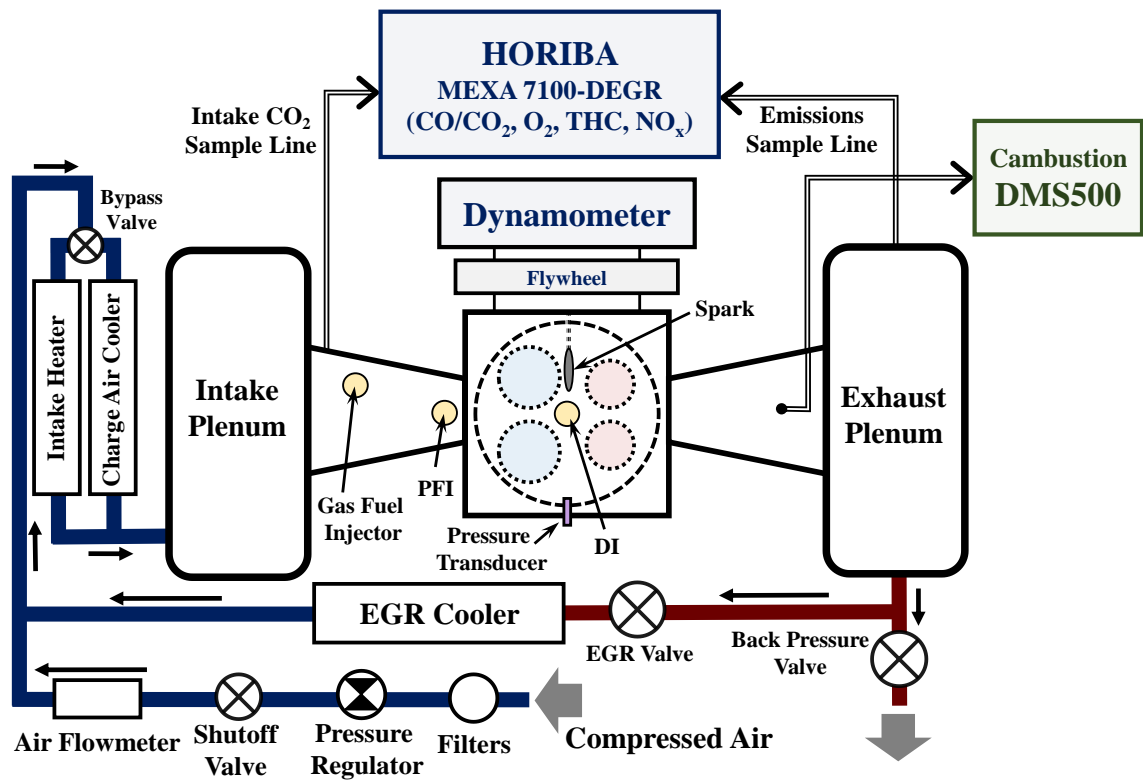 HORIBA
MEXA 7100-DEGR
(CO/CO₂, O₂, THC, NOₓ)
Intake CO₂
Sample Line
Emissions
Sample Line
Cambustion
DMS500
Bypass
Valve
Dynamometer
Flywheel
Spark
Intake Heater
Charge Air Cooler
Intake
Plenum
Exhaust
Plenum
PFI
Gas Fuel
Injector
Pressure
Transducer
DI
EGR Cooler
EGR Valve
Back Pressure
Valve
Air Flowmeter
Shutoff
Valve
Pressure
Regulator
Filters
Compressed Air